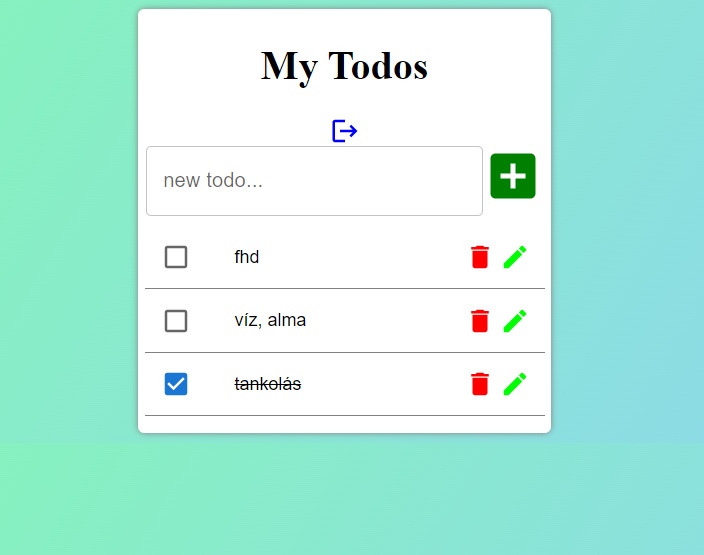 My Todos
new todo...
fhd
víz, alma
tankolás